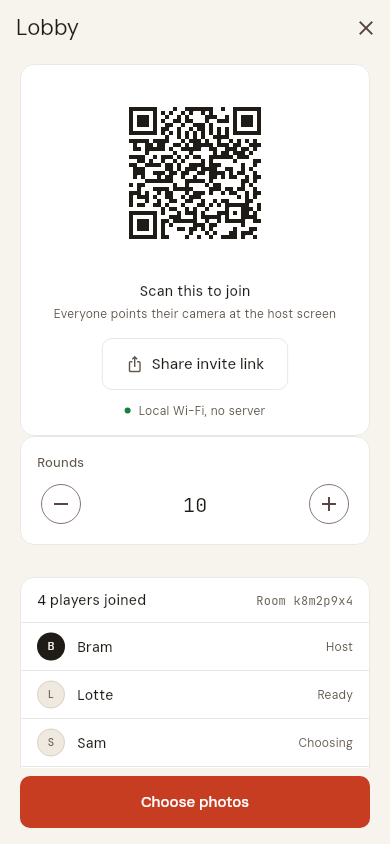 Lobby
Scan this to join
Everyone points their camera at the host screen
Share invite link
Local Wi-Fi, no server
Rounds
10
4 players joined
Room k8m2p9x4
B
Bram
Host
L
Lotte
Ready
S
Sam
Choosing
Choose photos